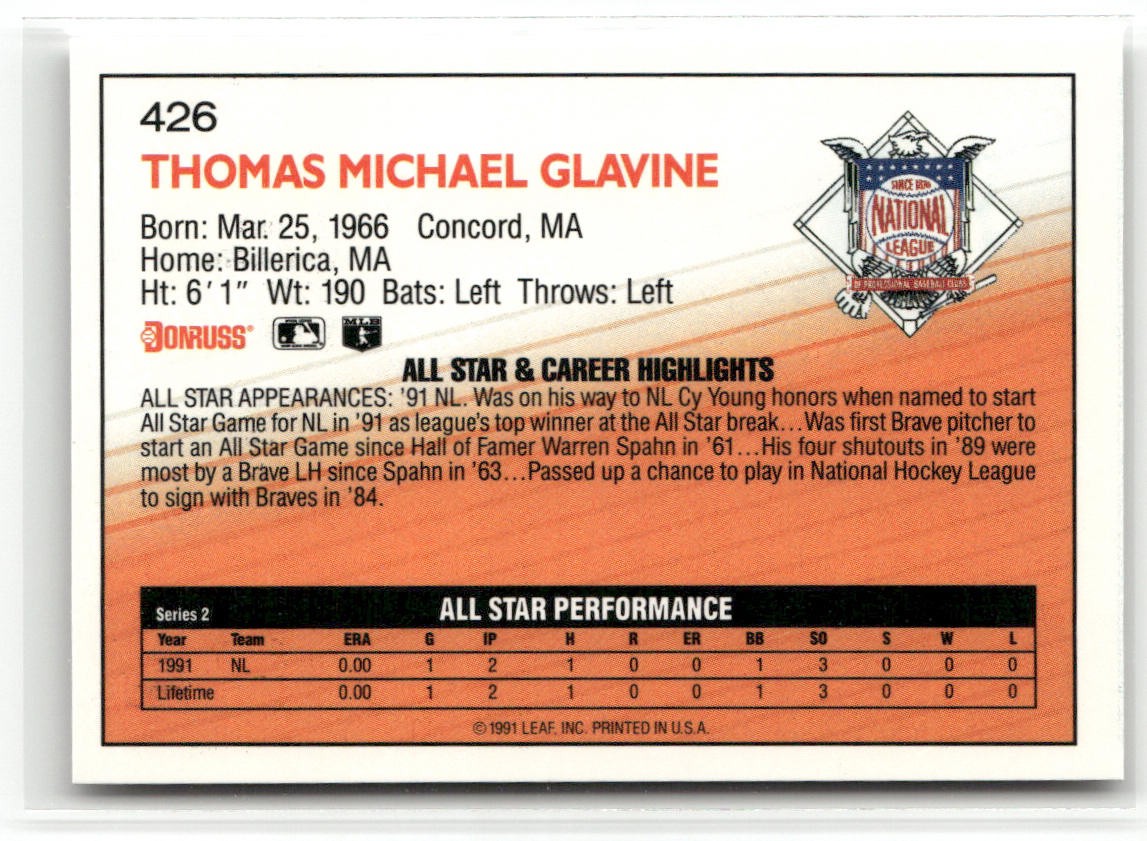 426
THOMAS MICHAEL GLAVINE
Born: Mar. 25, 1966 Concord, MA
Home: Billerica, MA
Ht: 6'1" Wt: 190 Bats: Left Throws: Left
SINCE 1876
NATIONAL
LEAGUE
OF PROFESSIONAL BASEBALL CLUBS
DONRUSS®
MLB
ALL STAR & CAREER HIGHLIGHTS
ALL STAR APPEARANCES: '91 NL. Was on his way to NL Cy Young honors when named to start
All Star Game for NL in '91 as league's top winner at the All Star break...Was first Brave pitcher to
start an All Star Game since Hall of Famer Warren Spahn in '61...His four shutouts in '89 were
most by a Brave LH since Spahn in '63...Passed up a chance to play in National Hockey League
to sign with Braves in '84.
Series 2 ALL STAR PERFORMANCE
Year Team ERA G IP H R ER BB SO S W L
1991 NL 0.00 1 2 1 0 0 1 3 0 0 0
Lifetime 0.00 1 2 1 0 0 1 3 0 0 0
©1991 LEAF, INC. PRINTED IN U.S.A.